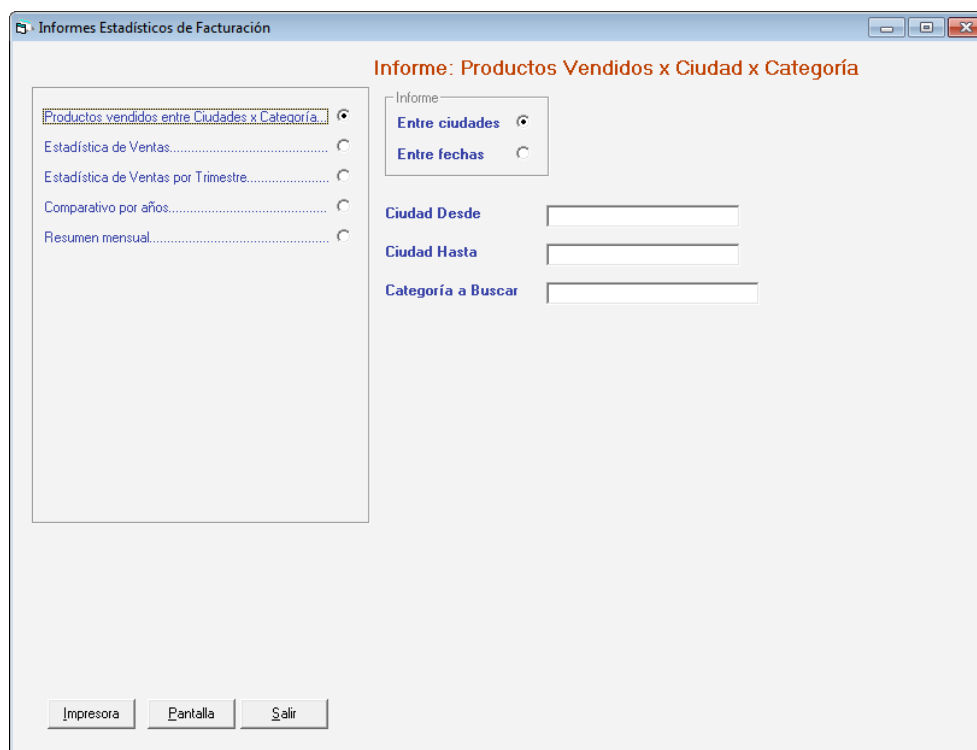 Informes Estadísticos de Facturación
Informe: Productos Vendidos x Ciudad x Categoría
Productos vendidos entre Ciudades x Categoría...
Estadística de Ventas............................................
Estadística de Ventas por Trimestre.......................
Comparativo por años............................................
Resumen mensual..................................................
Informe
Entre ciudades
Entre fechas
Ciudad Desde
Ciudad Hasta
Categoría a Buscar
Impresora
Pantalla
Salir